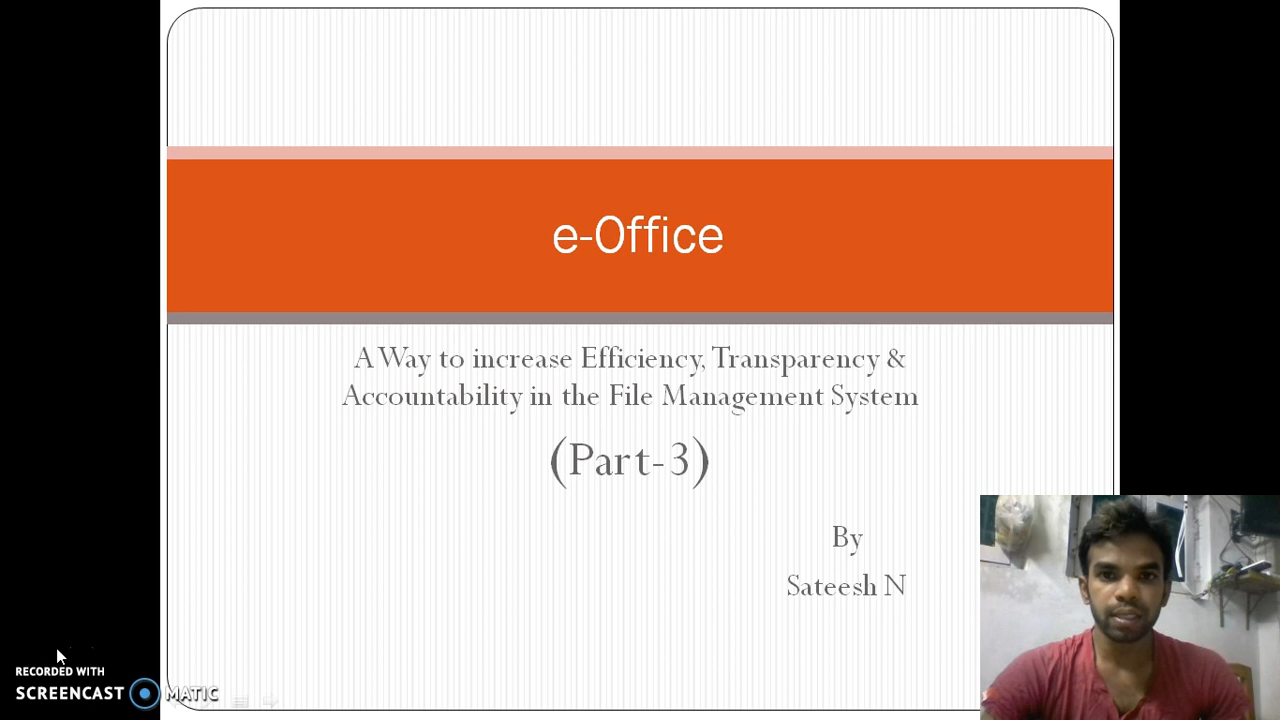 e-Office
A Way to increase Efficiency, Transparency &
Accountability in the File Management System
(Part-3)
By
Sateesh N
RECORDED WITH
SCREENCAST MATIC